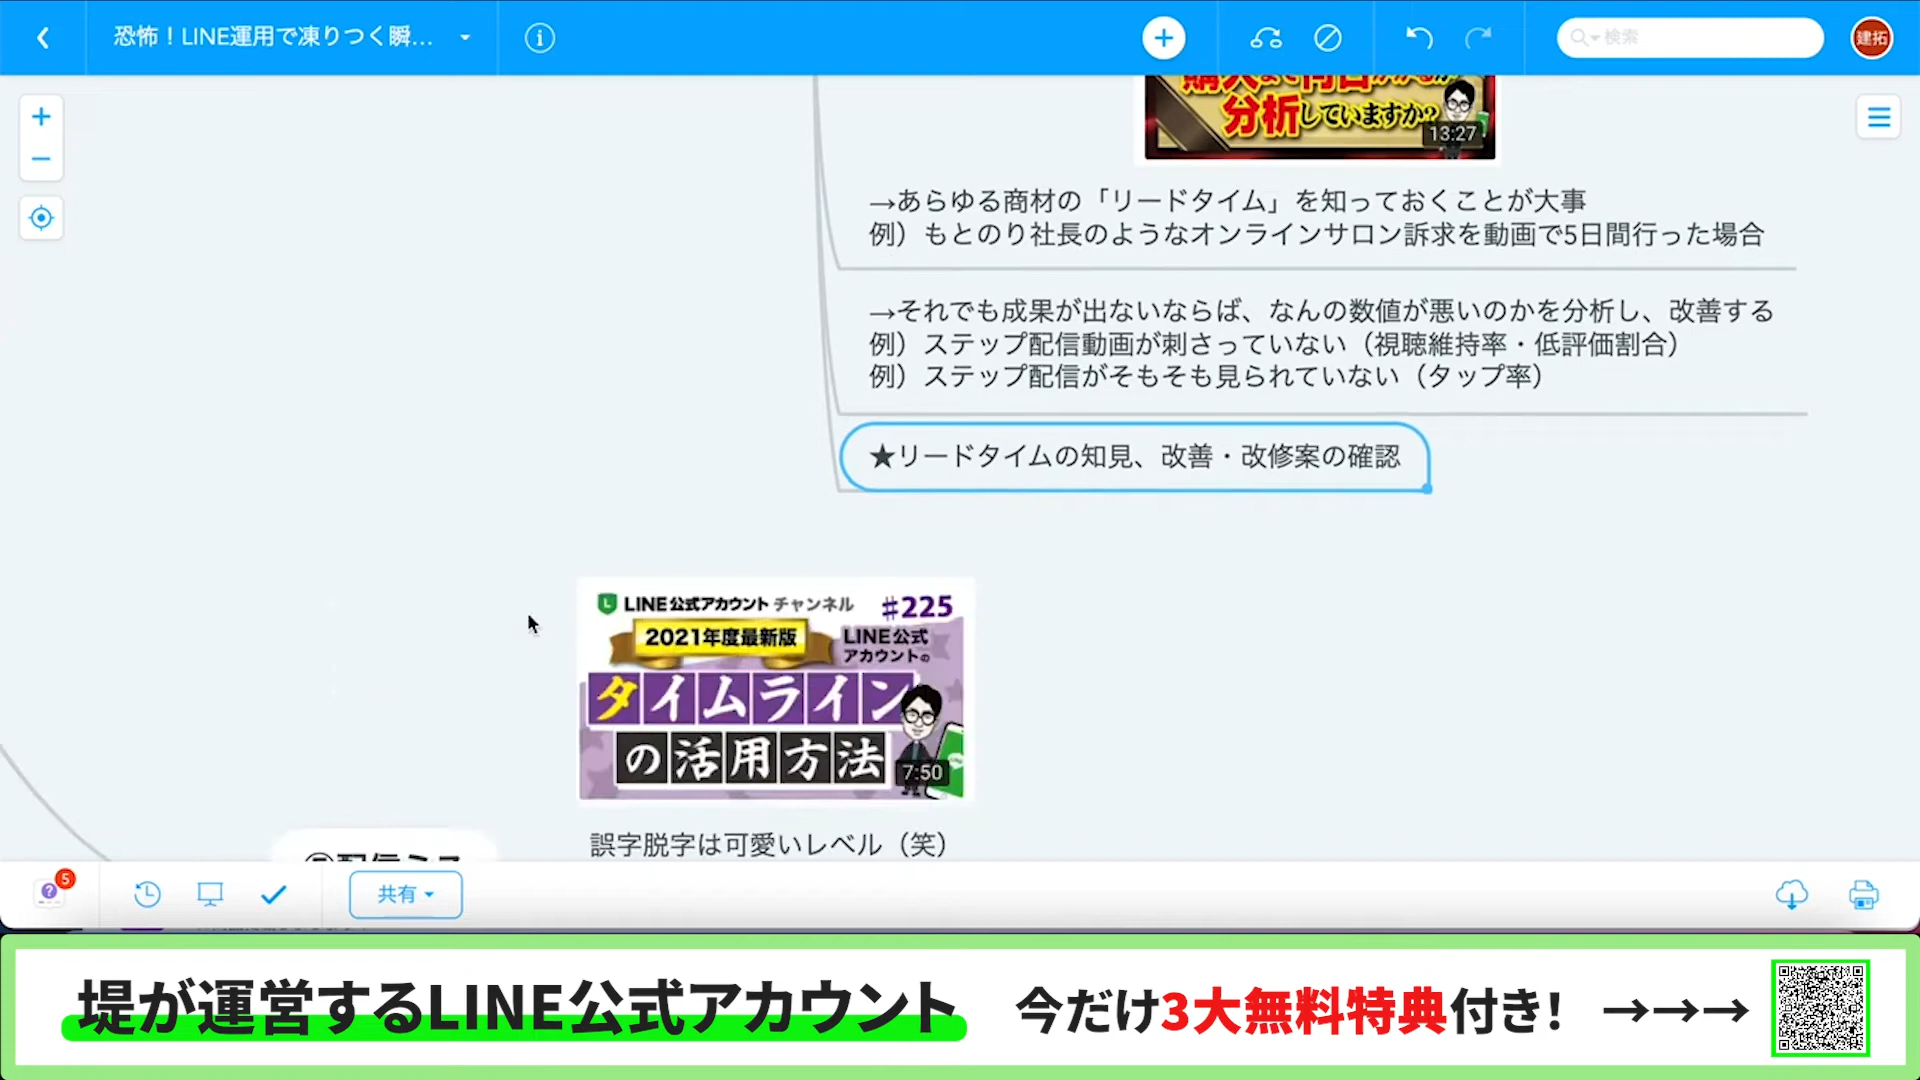 恐怖！LINE運用で凍りつく瞬...
検索
建拓
分析していますか?
13:27
→あらゆる商材の「リードタイム」を知っておくことが大事
例）もとのり社長のようなオンラインサロン訴求を動画で5日間行った場合
→それでも成果が出ないならば、なんの数値が悪いのかを分析し、改善する
例）ステップ配信動画が刺さっていない（視聴維持率・低評価割合）
例）ステップ配信がそもそも見られていない（タップ率）
★リードタイムの知見、改善・改修案の確認
LINE公式アカウント チャンネル
#225
2021年度最新版
LINE公式
アカウントの
タイムライン
の活用方法
7:50
誤字脱字は可愛いレベル（笑）
5
共有
堤が運営するLINE公式アカウント 今だけ3大無料特典付き! →→→